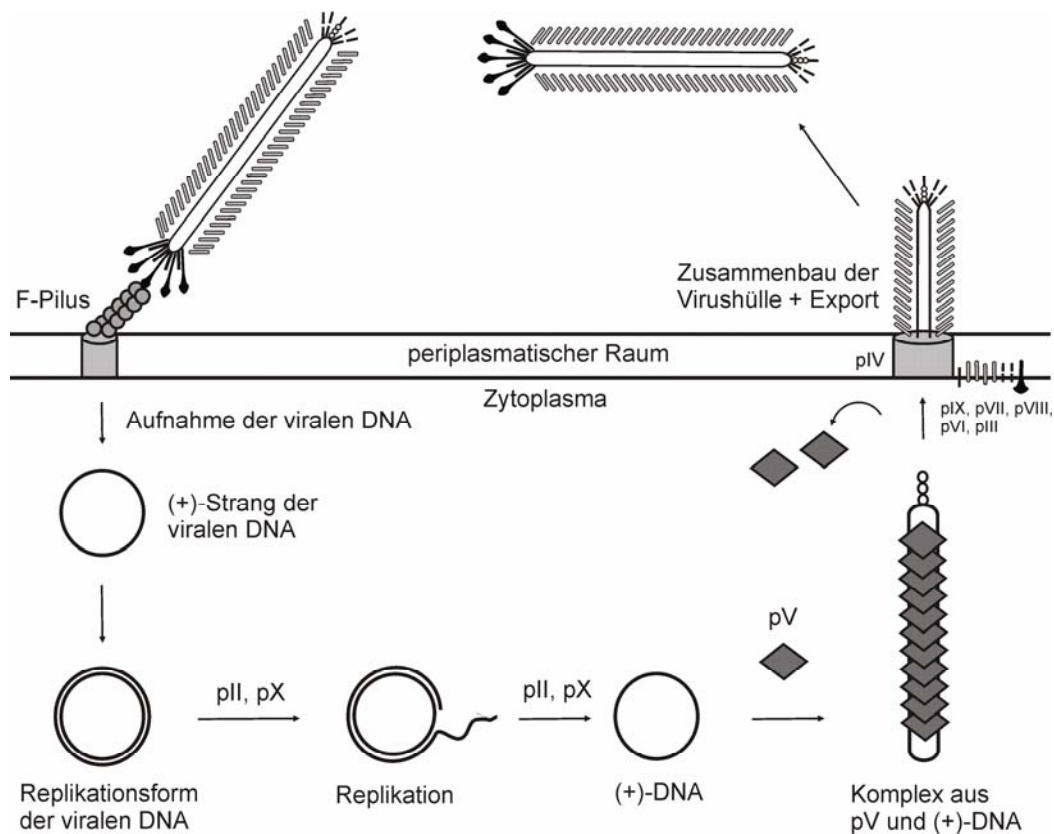 F-Pilus
Zusammenbau der
Virushülle + Export
periplasmatischer Raum
pIV
Zytoplasma
pIX, pVII, pVIII,
pVI, pIII
Aufnahme der viralen DNA
(+)-Strang der
viralen DNA
pV
pII, pX
pII, pX
Replikationsform
der viralen DNA
Replikation
(+)-DNA
Komplex aus
pV und (+)-DNA